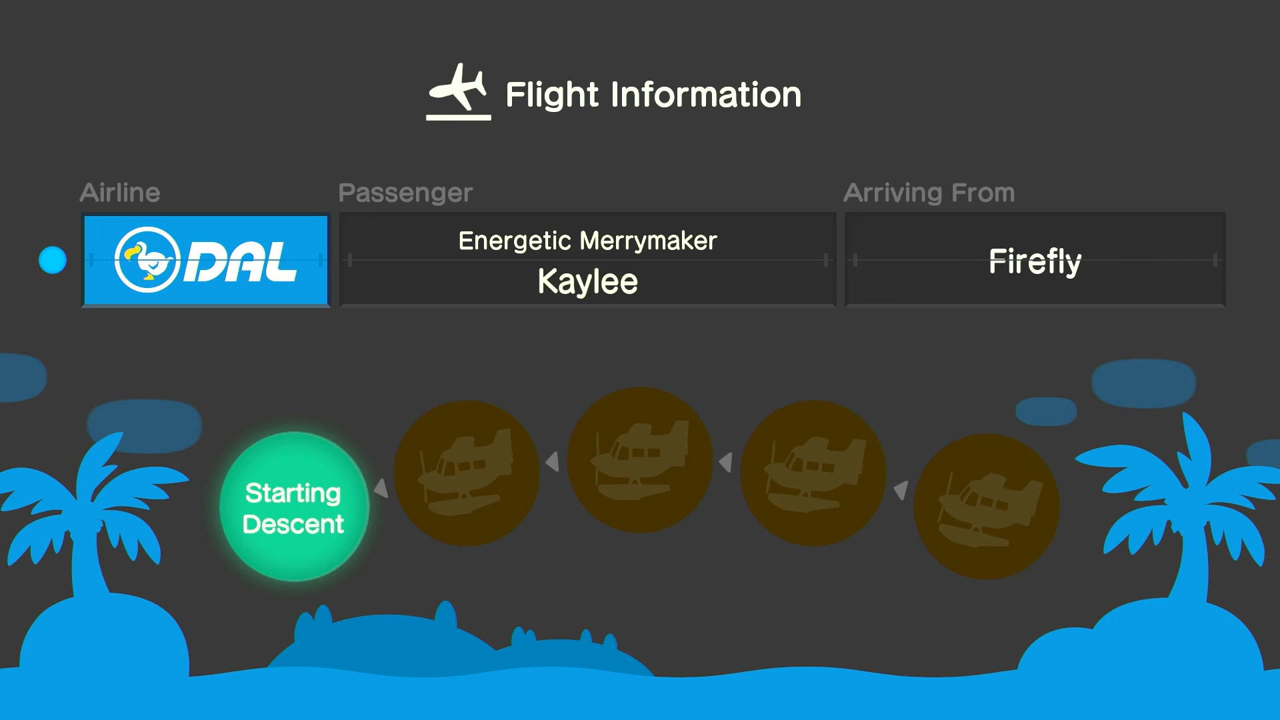 Flight Information
Airline
Passenger
Arriving From
DAL
Energetic Merrymaker
Kaylee
Firefly
Starting
Descent